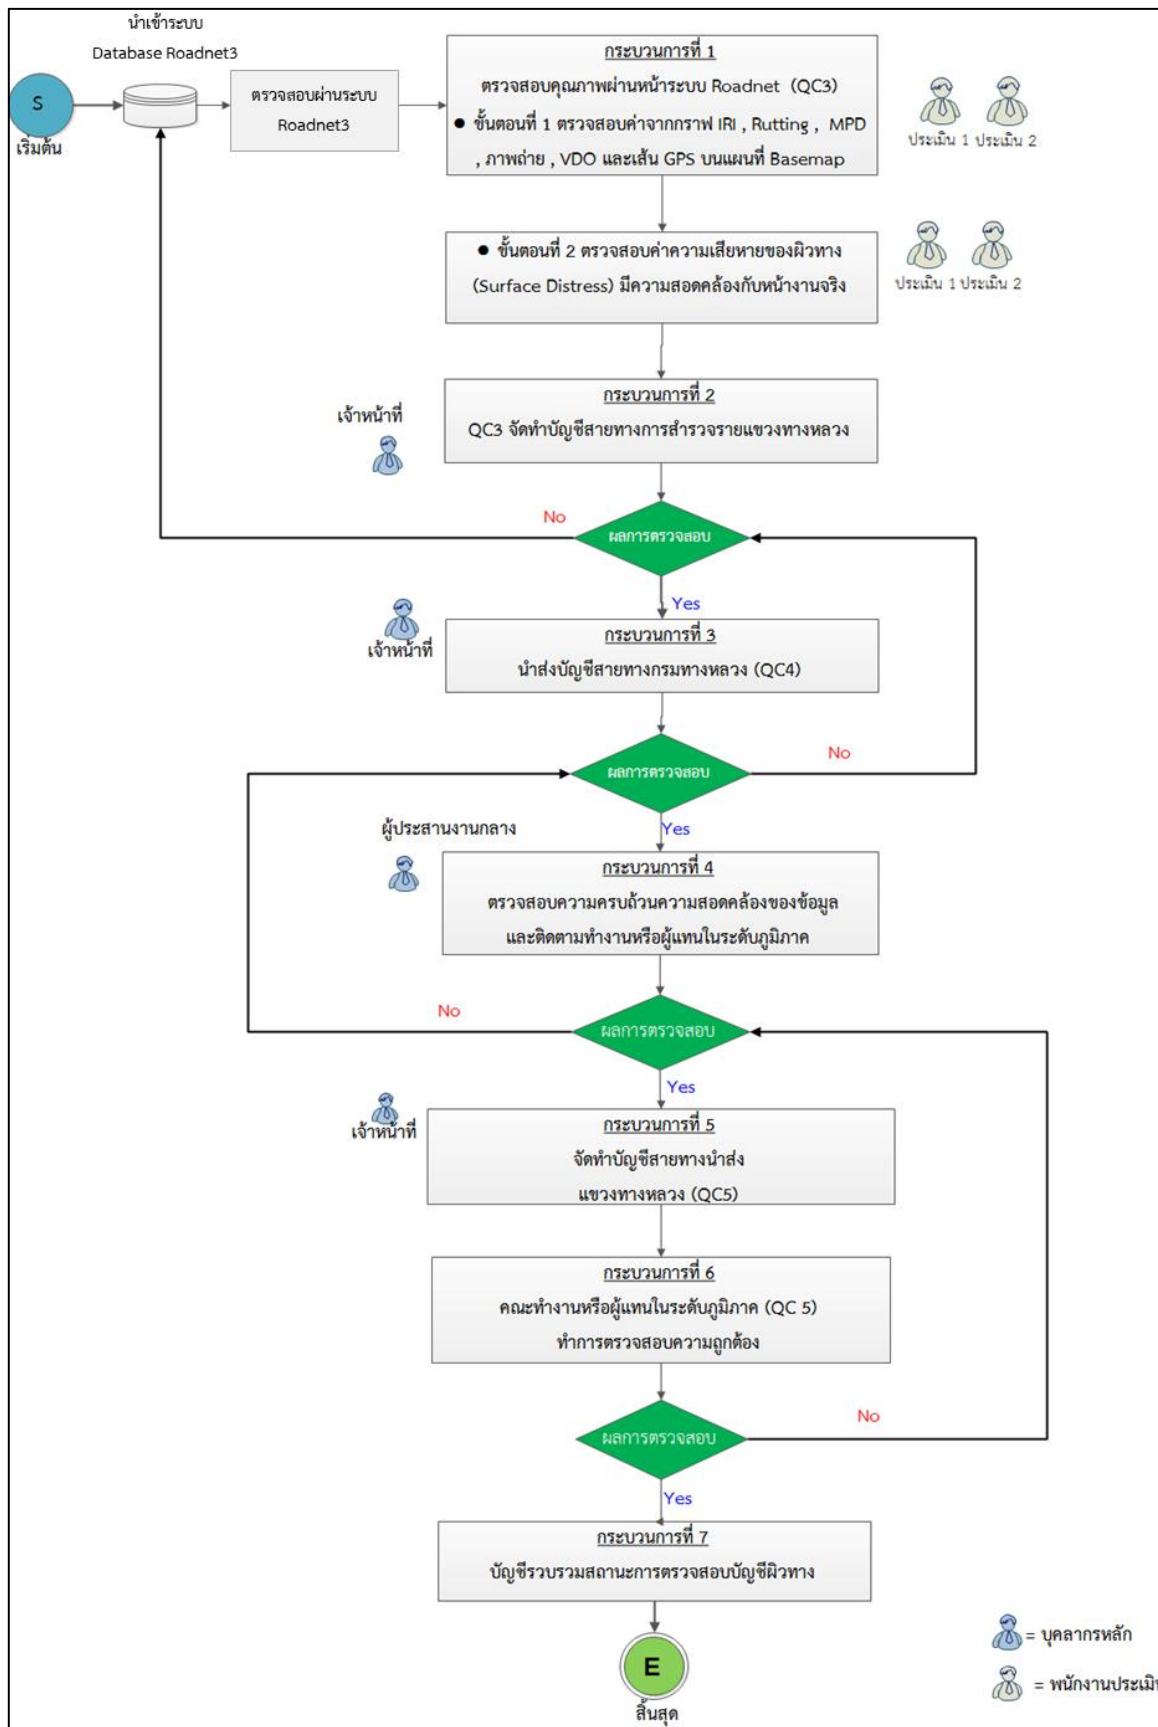 นำเข้าระบบ
Database Roadnet3
S
เริ่มต้น
ตรวจสอบผ่านระบบ
Roadnet3
กระบวนการที่ 1
ตรวจสอบคุณภาพผ่านหน้าระบบ Roadnet (QC3)
● ขั้นตอนที่ 1 ตรวจสอบค่าจากกราฟ IRI , Rutting , MPD
, ภาพถ่าย , VDO และเส้น GPS บนแผนที่ Basemap
ประเมิน 1 ประเมิน 2
● ขั้นตอนที่ 2 ตรวจสอบค่าความเสียหายของผิวทาง
(Surface Distress) มีความสอดคล้องกับหน้างานจริง
ประเมิน 1 ประเมิน 2
กระบวนการที่ 2
QC3 จัดทำบัญชีสายทางการสำรวจรายแขวงทางหลวง
เจ้าหน้าที่
No
ผลการตรวจสอบ
Yes
เจ้าหน้าที่
กระบวนการที่ 3
นำส่งบัญชีสายทางกรมทางหลวง (QC4)
ผลการตรวจสอบ
No
Yes
ผู้ประสานงานกลาง
กระบวนการที่ 4
ตรวจสอบความครบถ้วนความสอดคล้องของข้อมูล
และติดตามทำงานหรือผู้แทนในระดับภูมิภาค
No
ผลการตรวจสอบ
Yes
เจ้าหน้าที่
กระบวนการที่ 5
จัดทำบัญชีสายทางนำส่ง
แขวงทางหลวง (QC5)
กระบวนการที่ 6
คณะทำงานหรือผู้แทนในระดับภูมิภาค (QC 5)
ทำการตรวจสอบความถูกต้อง
No
ผลการตรวจสอบ
Yes
กระบวนการที่ 7
บัญชีรวบรวมสถานะการตรวจสอบบัญชีผิวทาง
E
สิ้นสุด
= บุคลากรหลัก
= พนักงานประเมิน